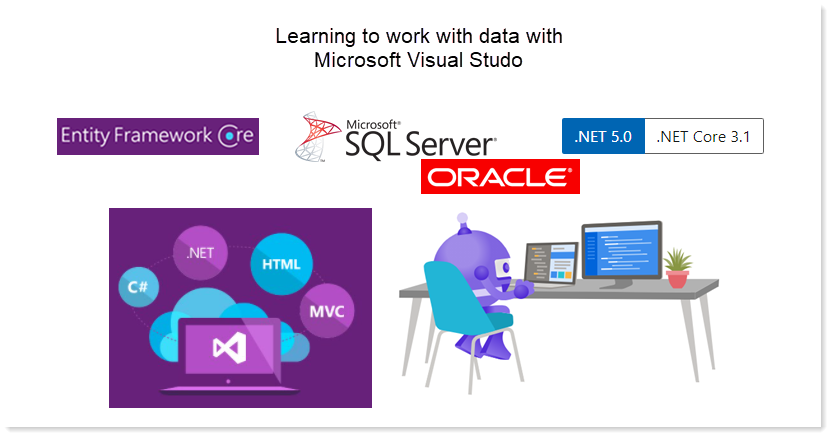 Learning to work with data with
Microsoft Visual Studo
Entity Framework Core
Microsoft®
SQL Server®
.NET 5.0
.NET Core 3.1
ORACLE®
.NET
HTML
C#
MVC